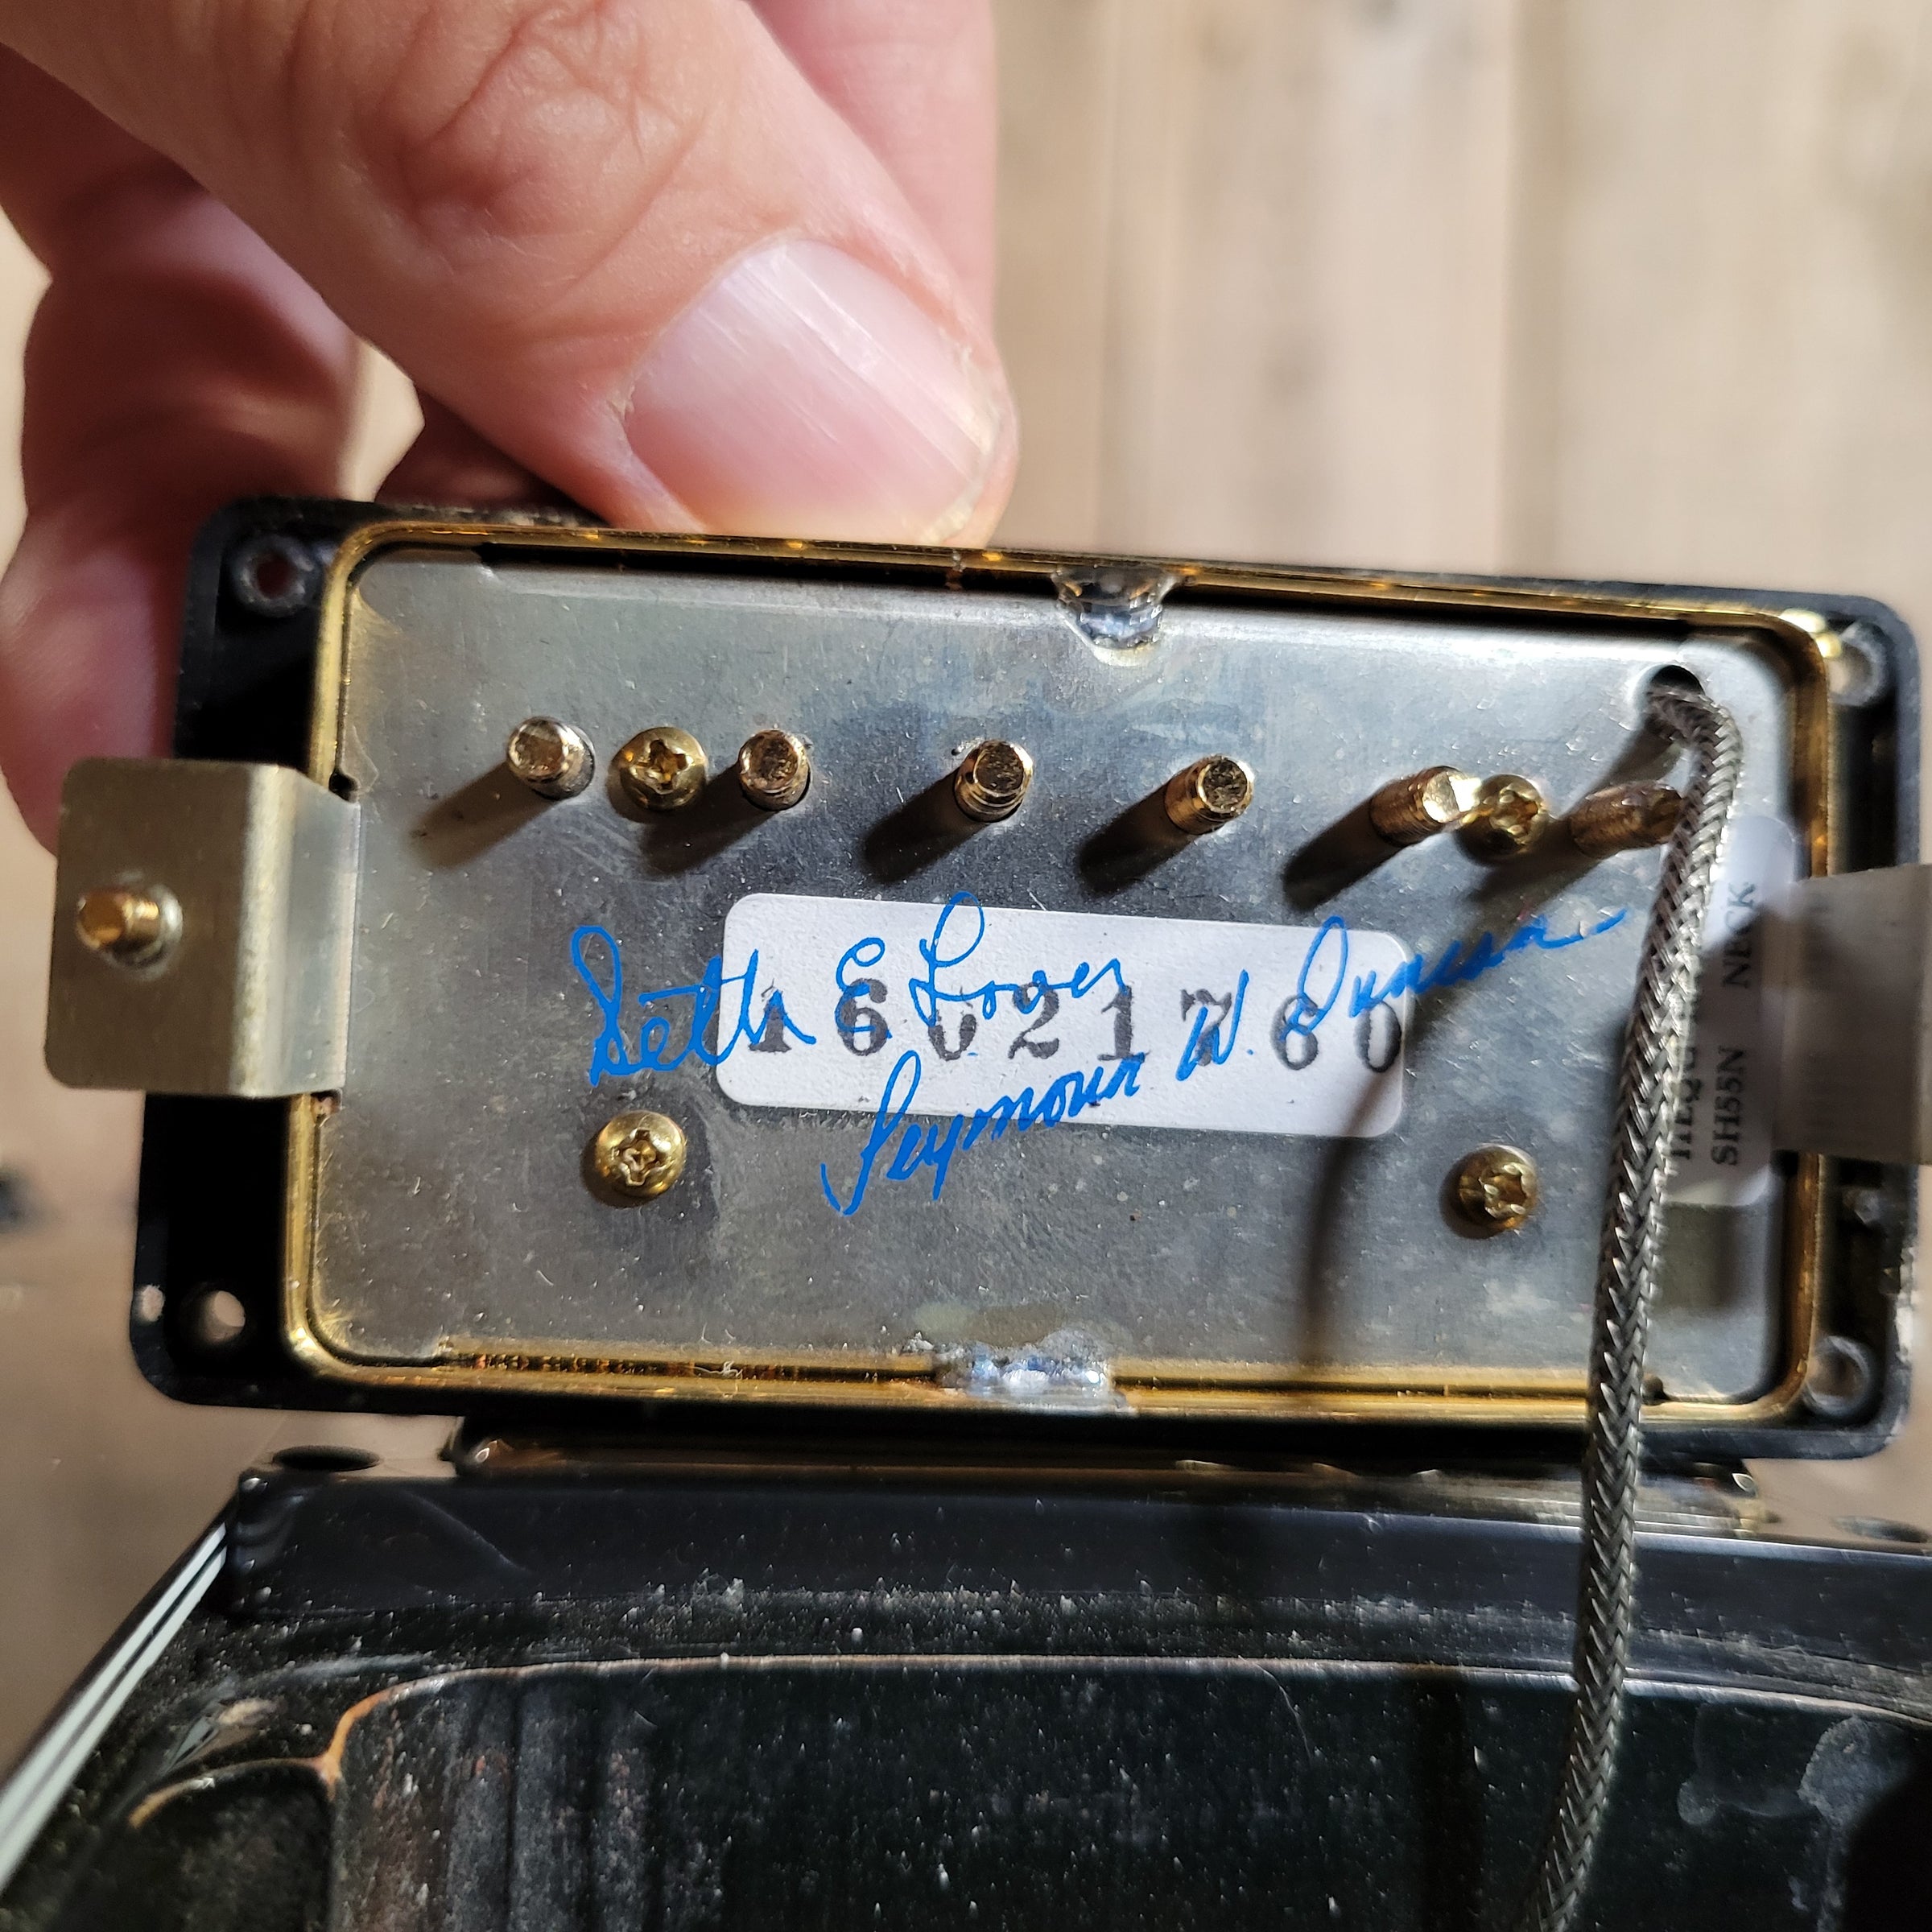 Seth E Lover
16021760
Seymour W. Duncan
SH55N NECK